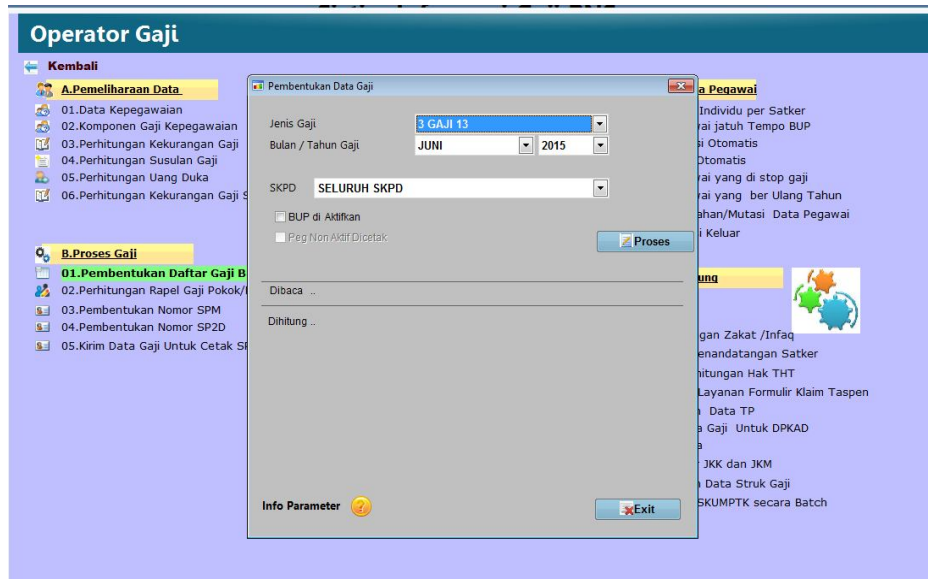 Operator Gaji
Kembali
A.Pemeliharaan Data
01.Data Kepegawaian
02.Komponen Gaji Kepegawaian
03.Perhitungan Kekurangan Gaji
04.Perhitungan Susulan Gaji
05.Perhitungan Uang Duka
06.Perhitungan Kekurangan Gaji S
B.Proses Gaji
01.Pembentukan Daftar Gaji B
02.Perhitungan Rapel Gaji Pokok/
03.Pembentukan Nomor SPM
04.Pembentukan Nomor SP2D
05.Kirim Data Gaji Untuk Cetak
Pembentukan Data Gaji
Jenis Gaji 3 GAJI 13
Bulan / Tahun Gaji JUNI 2015
SKPD SELURUH SKPD
BUP di Aktifkan
Peg Non Aktif Dicetak
Proses
Dibaca ..
Dihitung ..
Info Parameter
Exit
a Pegawai
Individu per Satker
ai jatuh Tempo BUP
si Otomatis
Otomatis
ai yang di stop gaji
ai yang ber Ulang Tahun
ahan/Mutasi Data Pegawai
i Keluar
ung
gan Zakat /Infaq
enandatangan Satker
itungan Hak THT
Layanan Formulir Klaim Taspen
Data TP
a Gaji Untuk DPKAD
JKK dan JKM
Data Struk Gaji
SKUMPTK secara Batch